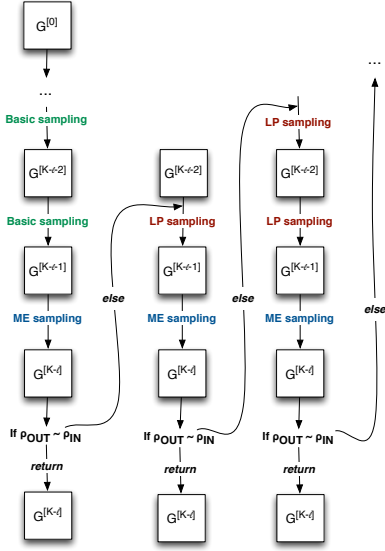 G[0]
...
...
Basic sampling
LP sampling
G[K-ℓ-2] G[K-ℓ-2] G[K-ℓ-2]
Basic sampling LP sampling LP sampling
G[K-ℓ-1] G[K-ℓ-1] G[K-ℓ-1]
else else else
ME sampling ME sampling ME sampling
G[K-ℓ] G[K-ℓ] G[K-ℓ]
If ρOUT ~ ρIN If ρOUT ~ ρIN If ρOUT ~ ρIN
return return return
G[K-ℓ] G[K-ℓ] G[K-ℓ]